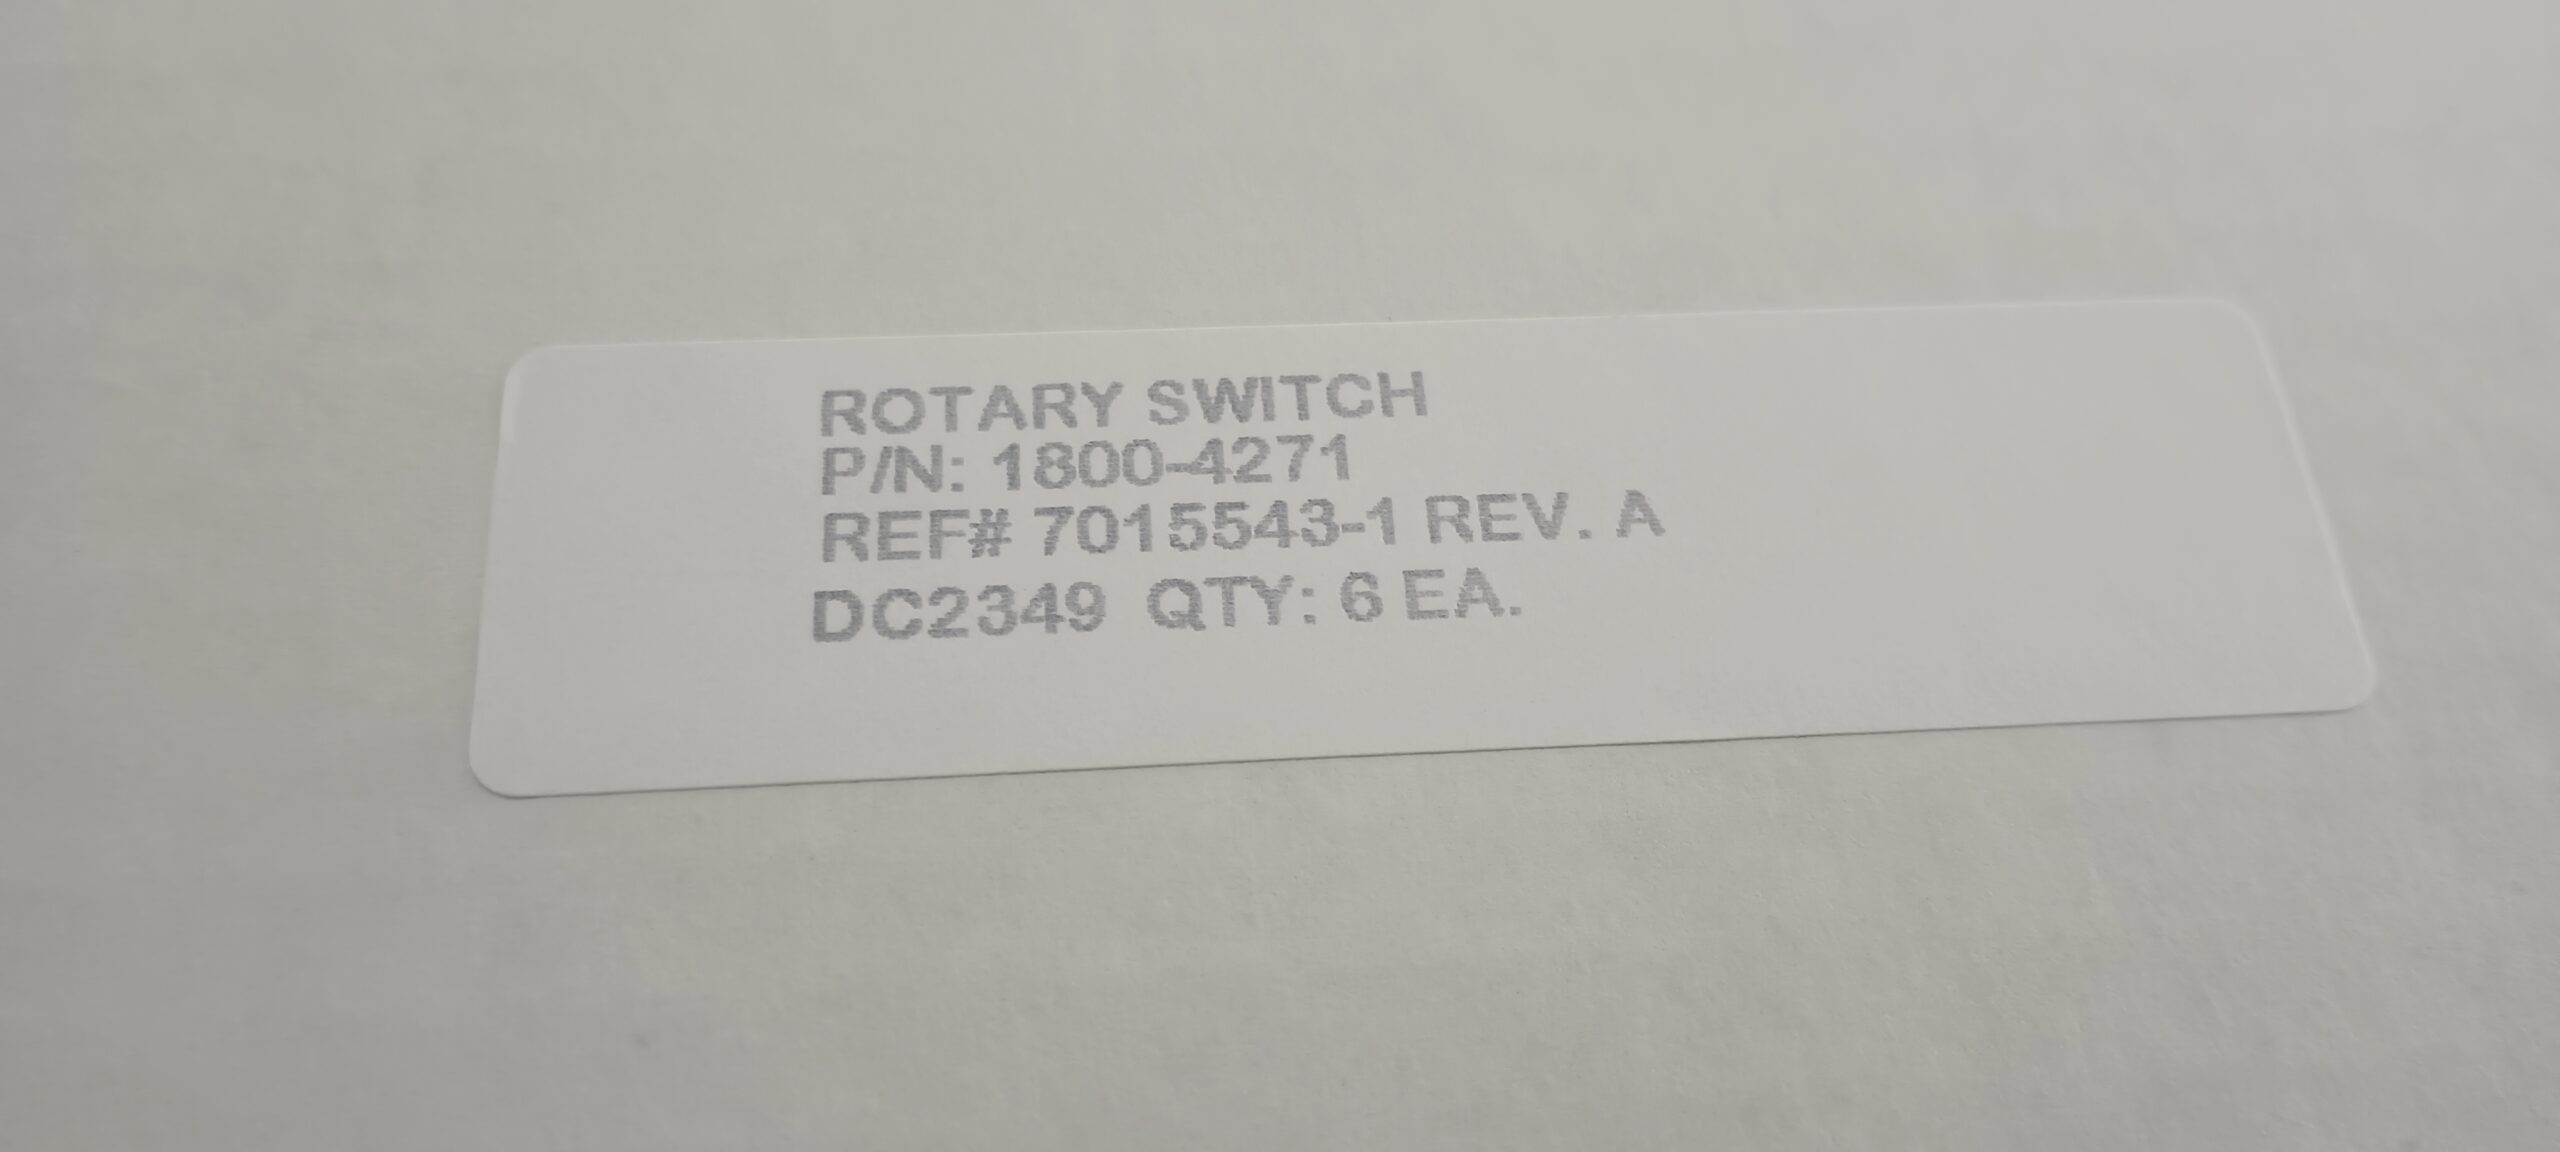 ROTARY SWITCH
P/N: 1800-4271
REF# 7015543-1 REV. A
DC2349 QTY: 6 EA.